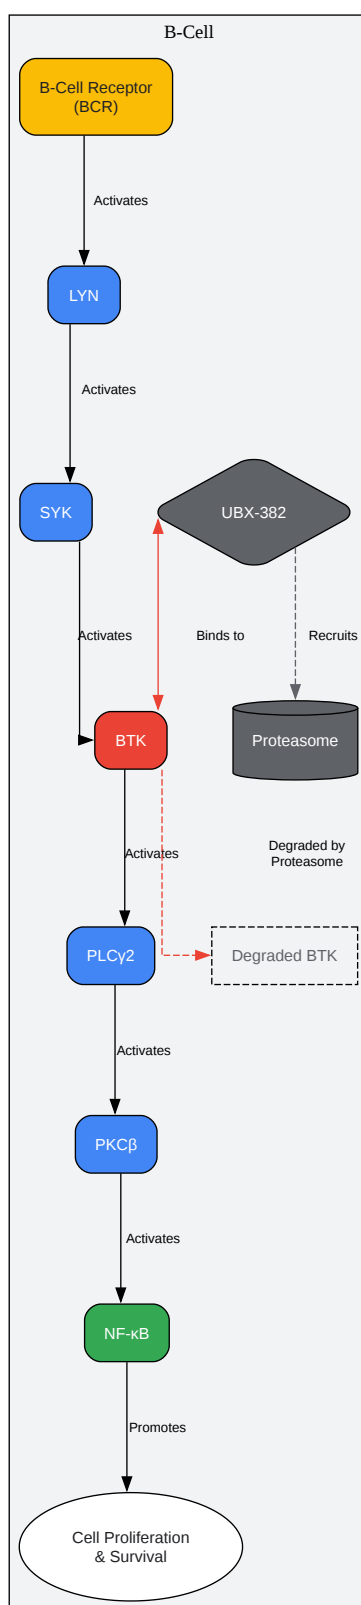 B-Cell
B-Cell Receptor
(BCR)
Activates
LYN
Activates
SYK
UBX-382
Activates
Binds to
Recruits
BTK
Proteasome
Activates
Degraded by
Proteasome
PLCγ2
Degraded BTK
Activates
PKCβ
Activates
NF-κB
Promotes
Cell Proliferation
& Survival